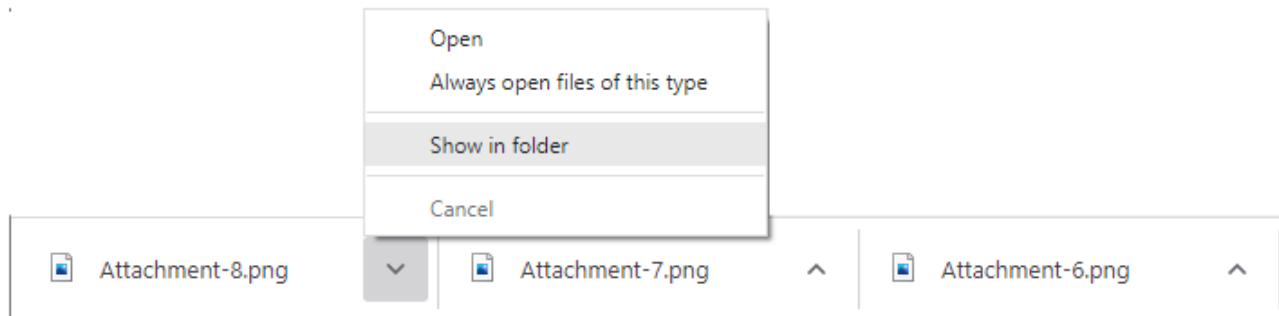 Open
Always open files of this type
Show in folder
Cancel
Attachment-8.png
Attachment-7.png
Attachment-6.png